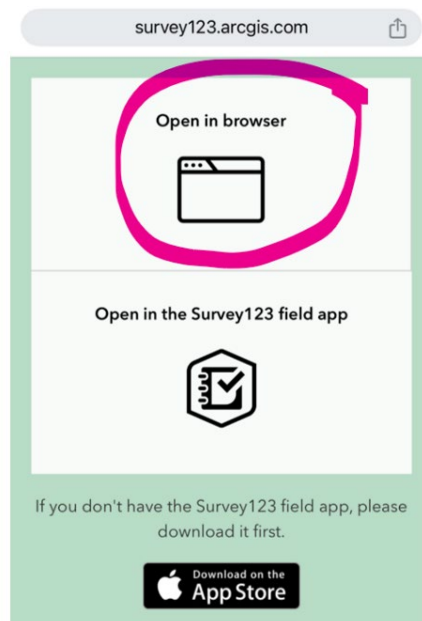 survey123.arcgis.com
Open in browser
Open in the Survey123 field app
If you don't have the Survey123 field app, please
download it first.
Download on the
App Store